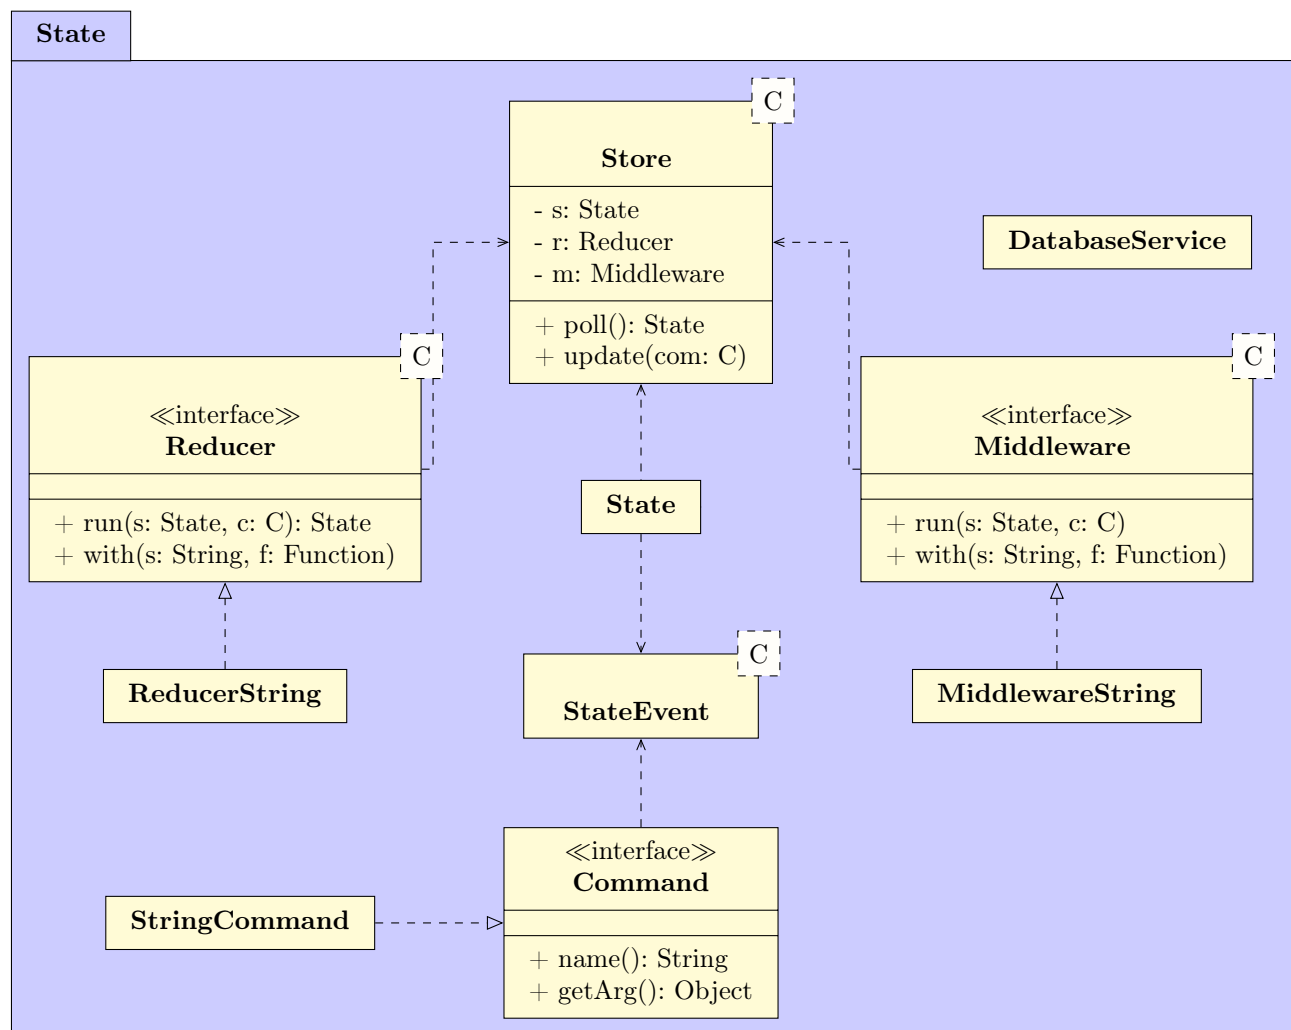 State
C
Store
- s: State
- r: Reducer
- m: Middleware
+ poll(): State
+ update(com: C)
DatabaseService
C
≪interface≫
Reducer
+ run(s: State, c: C): State
+ with(s: String, f: Function)
State
C
≪interface≫
Middleware
+ run(s: State, c: C)
+ with(s: String, f: Function)
ReducerString
C
StateEvent
MiddlewareString
StringCommand
≪interface≫
Command
+ name(): String
+ getArg(): Object